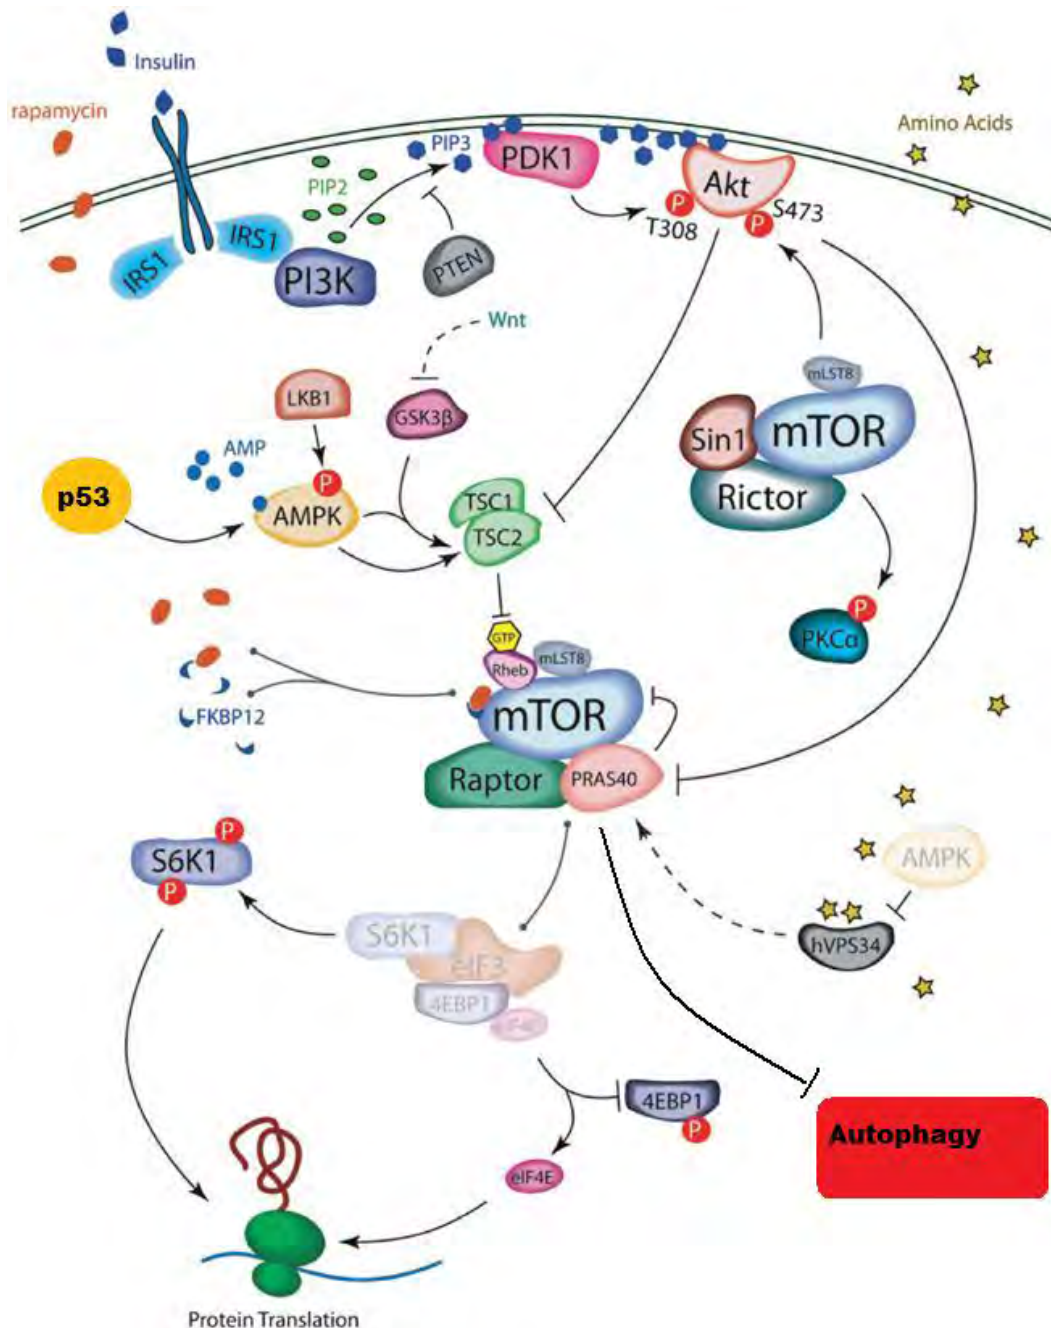 Insulin
rapamycin
Amino Acids
PIP3
PDK1
Akt
PIP2
P
S473
P
T308
IRS1
IRS1
PI3K
PTEN
Wnt
mLST8
LKB1
GSK3β
Sin1
mTOR
AMP
P
p53
Rictor
AMPK
TSC1
TSC2
P
PKCα
GTP
Rheb
mLST8
FKBP12
mTOR
Raptor
PRAS40
P
S6K1
P
AMPK
S6K1
eIF3
hVPS34
4EBP1
eIF4E
4EBP1
P
Autophagy
eIF4E
Protein Translation